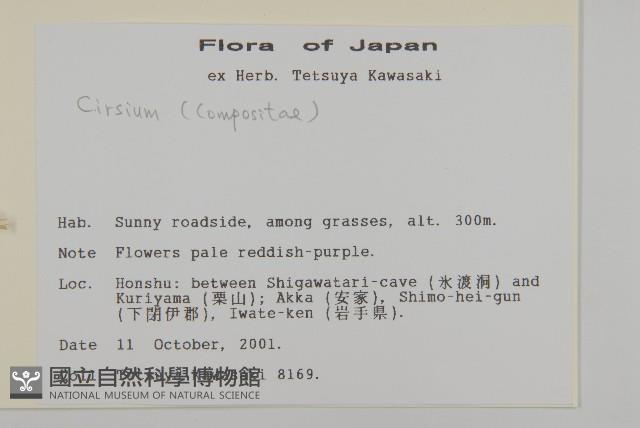 Flora of Japan
ex Herb. Tetsuya Kawasaki
Cirsium (Compositae)
Hab. Sunny roadside, among grasses, alt. 300m.
Note Flowers pale reddish-purple.
Loc. Honshu: between Shigawatari-cave (氷渡洞) and
Kuriyama (栗山); Akka (安家), Shimo-hei-gun
(下閉伊郡), Iwate-ken (岩手県).
Date 11 October, 2001.
8169.
國立自然科學博物館
NATIONAL MUSEUM OF NATURAL SCIENCE